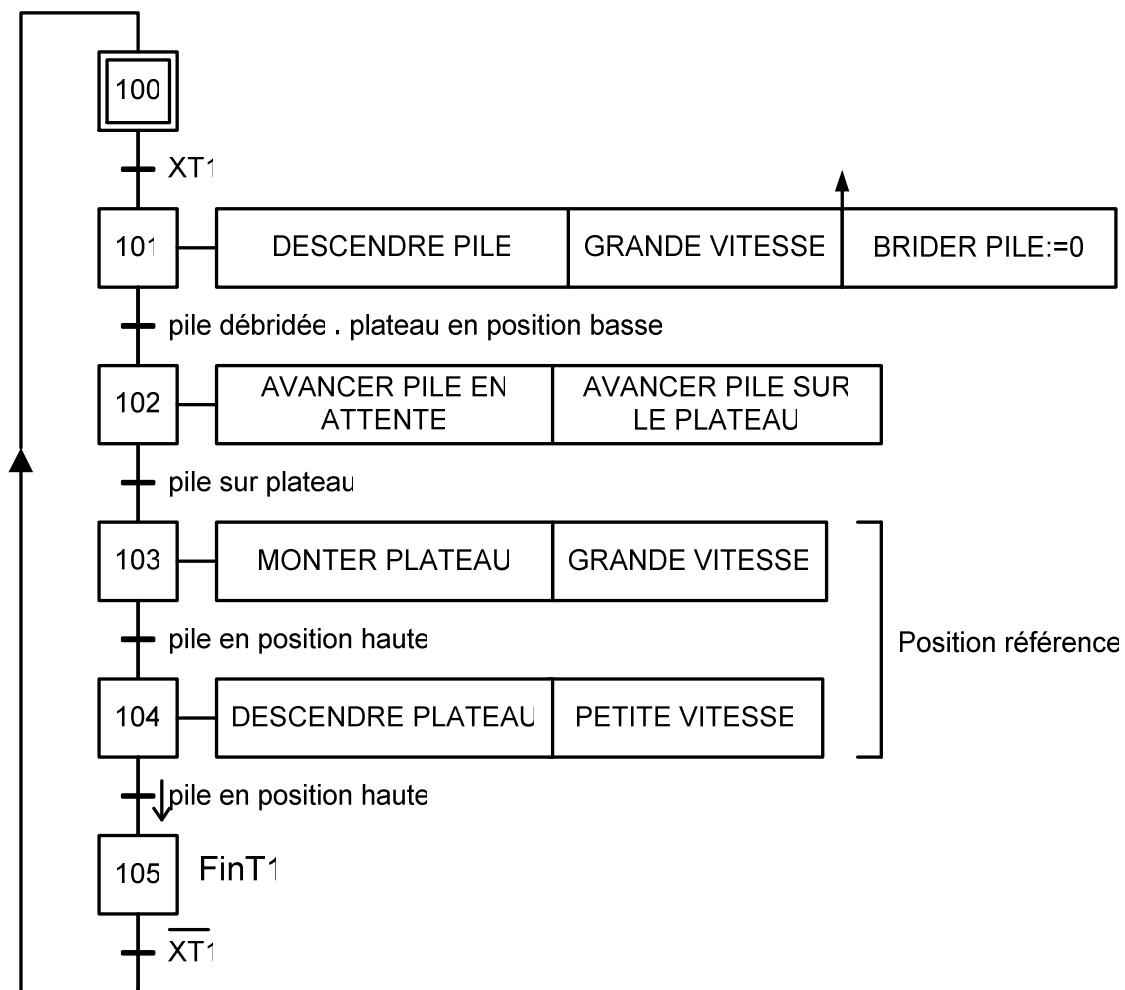 100
XT1
101
DESCENDRE PILE
GRANDE VITESSE
BRIDER PILE:=0
pile débridée . plateau en position basse
102
AVANCER PILE EN
ATTENTE
AVANCER PILE SUR
LE PLATEAU
pile sur plateau
103
MONTER PLATEAU
GRANDE VITESSE
pile en position haute
Position référence
104
DESCENDRE PLATEAU
PETITE VITESSE
↓pile en position haute
105
FinT1
X̅T̅1̅